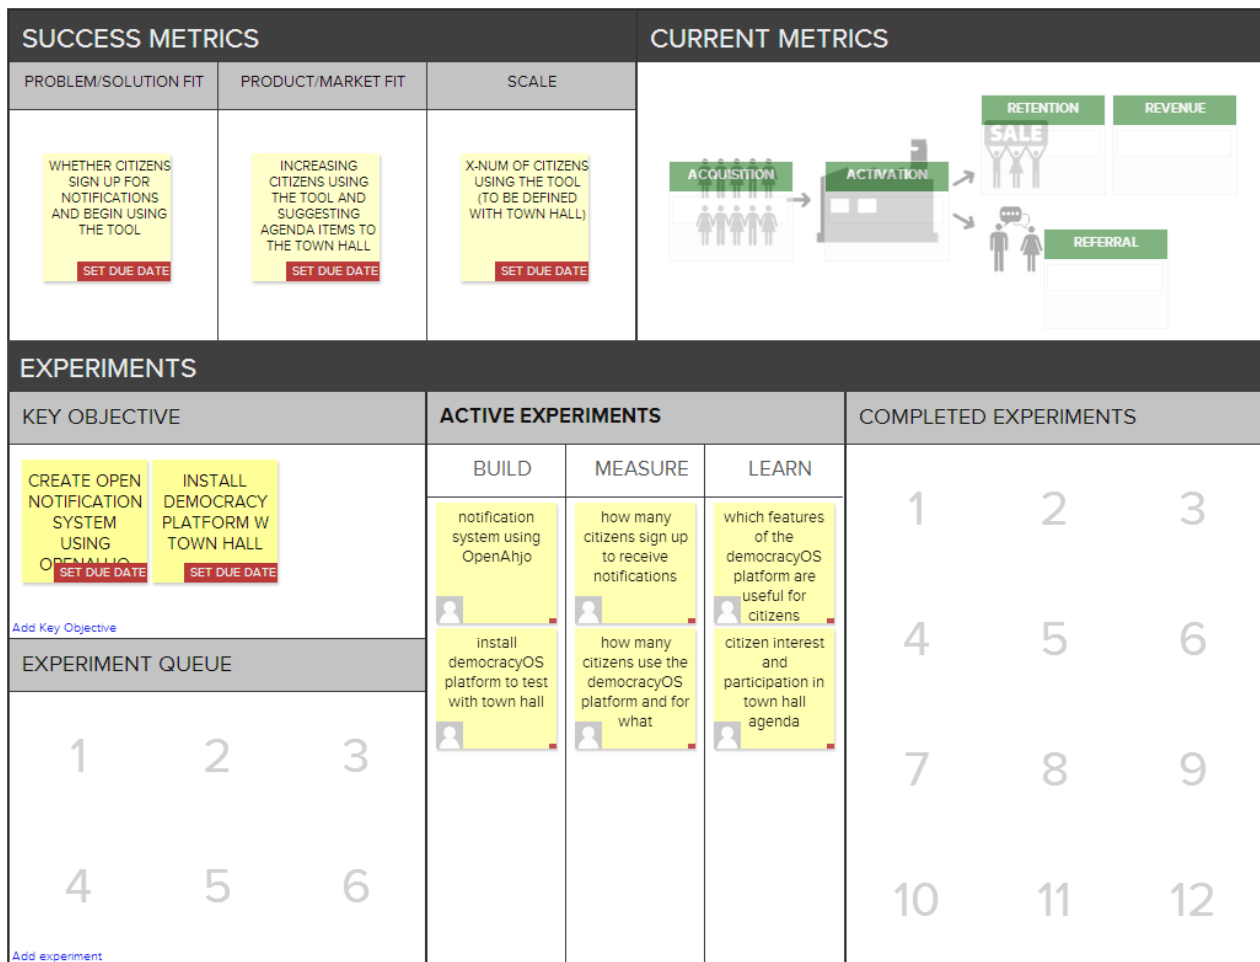 SUCCESS METRICS
PROBLEM/SOLUTION FIT
PRODUCT/MARKET FIT
SCALE
WHETHER CITIZENS
SIGN UP FOR
NOTIFICATIONS
AND BEGIN USING
THE TOOL
SET DUE DATE
INCREASING
CITIZENS USING
THE TOOL AND
SUGGESTING
AGENDA ITEMS TO
THE TOWN HALL
SET DUE DATE
X-NUM OF CITIZENS
USING THE TOOL
(TO BE DEFINED
WITH TOWN HALL)
SET DUE DATE
CURRENT METRICS
ACQUISITION
ACTIVATION
RETENTION
SALE
REVENUE
REFERRAL
EXPERIMENTS
KEY OBJECTIVE
CREATE OPEN
NOTIFICATION
SYSTEM
USING
OPENAHJO
SET DUE DATE
INSTALL
DEMOCRACY
PLATFORM W
TOWN HALL
SET DUE DATE
Add Key Objective
EXPERIMENT QUEUE
1 2 3
4 5 6
Add experiment
ACTIVE EXPERIMENTS
BUILD
notification
system using
OpenAhjo
install
democracyOS
platform to test
with town hall
MEASURE
how many
citizens sign up
to receive
notifications
how many
citizens use the
democracyOS
platform and for
what
LEARN
which features
of the
democracyOS
platform are
useful for
citizens
citizen interest
and
participation in
town hall
agenda
COMPLETED EXPERIMENTS
1 2 3
4 5 6
7 8 9
10 11 12